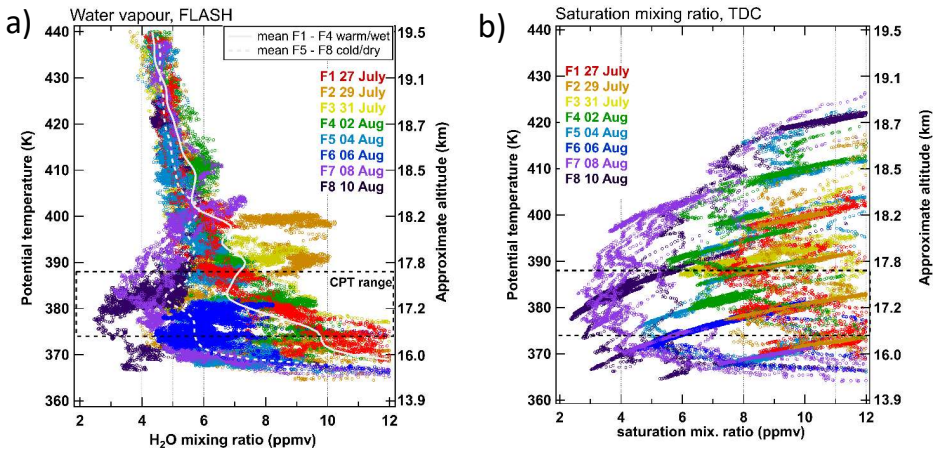 a)
Water vapour, FLASH
mean F1 - F4 warm/wet
mean F5 - F8 cold/dry
F1 27 July
F2 29 July
F3 31 July
F4 02 Aug
F5 04 Aug
F6 06 Aug
F7 08 Aug
F8 10 Aug
CPT range
Potential temperature (K)
440
430
420
410
400
390
380
370
360
Approximate altitude (km)
19.5
19.1
18.7
18.5
18.2
17.8
17.2
16.0
13.9
2 4 6 8 10 12
H2O mixing ratio (ppmv)
b)
Saturation mixing ratio, TDC
F1 27 July
F2 29 July
F3 31 July
F4 02 Aug
F5 04 Aug
F6 06 Aug
F7 08 Aug
F8 10 Aug
Potential temperature (K)
440
430
420
410
400
390
380
370
360
Approximate altitude (km)
19.5
19.1
18.7
18.5
18.2
17.8
17.2
16.0
13.9
2 4 6 8 10 12
saturation mix. ratio (ppmv)